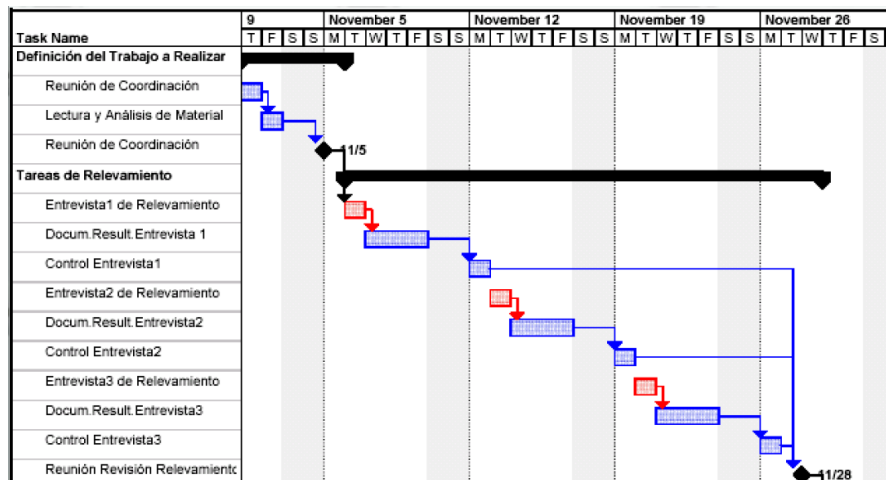 9 November 5 November 12 November 19 November 26
Task Name T F S S M T W T F S S M T W T F S S M T W T F S S M T W T F S
Definición del Trabajo a Realizar
Reunión de Coordinación
Lectura y Análisis de Material
Reunión de Coordinación 11/5
Tareas de Relevamiento
Entrevista1 de Relevamiento
Docum.Result.Entrevista 1
Control Entrevista1
Entrevista2 de Relevamiento
Docum.Result.Entrevista2
Control Entrevista2
Entrevista3 de Relevamiento
Docum.Result.Entrevista3
Control Entrevista3
Reunión Revisión Relevamiento 11/28